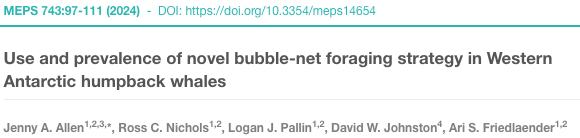 MEPS 743:97-111 (2024) - DOI: https://doi.org/10.3354/meps14654
Use and prevalence of novel bubble-net foraging strategy in Western
Antarctic humpback whales
Jenny A. Allen1,2,3,*, Ross C. Nichols1,2, Logan J. Pallin1,2, David W. Johnston4, Ari S. Friedlaender1,2